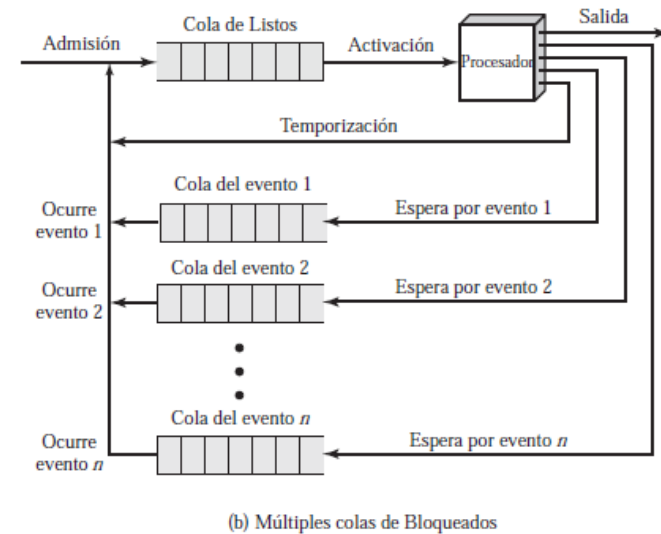 Salida
Cola de Listos
Admisión
Activación
Procesador
Temporización
Cola del evento 1
Ocurre
evento 1
Espera por evento 1
Cola del evento 2
Ocurre
evento 2
Espera por evento 2
Cola del evento n
Ocurre
evento n
Espera por evento n
(b) Múltiples colas de Bloqueados